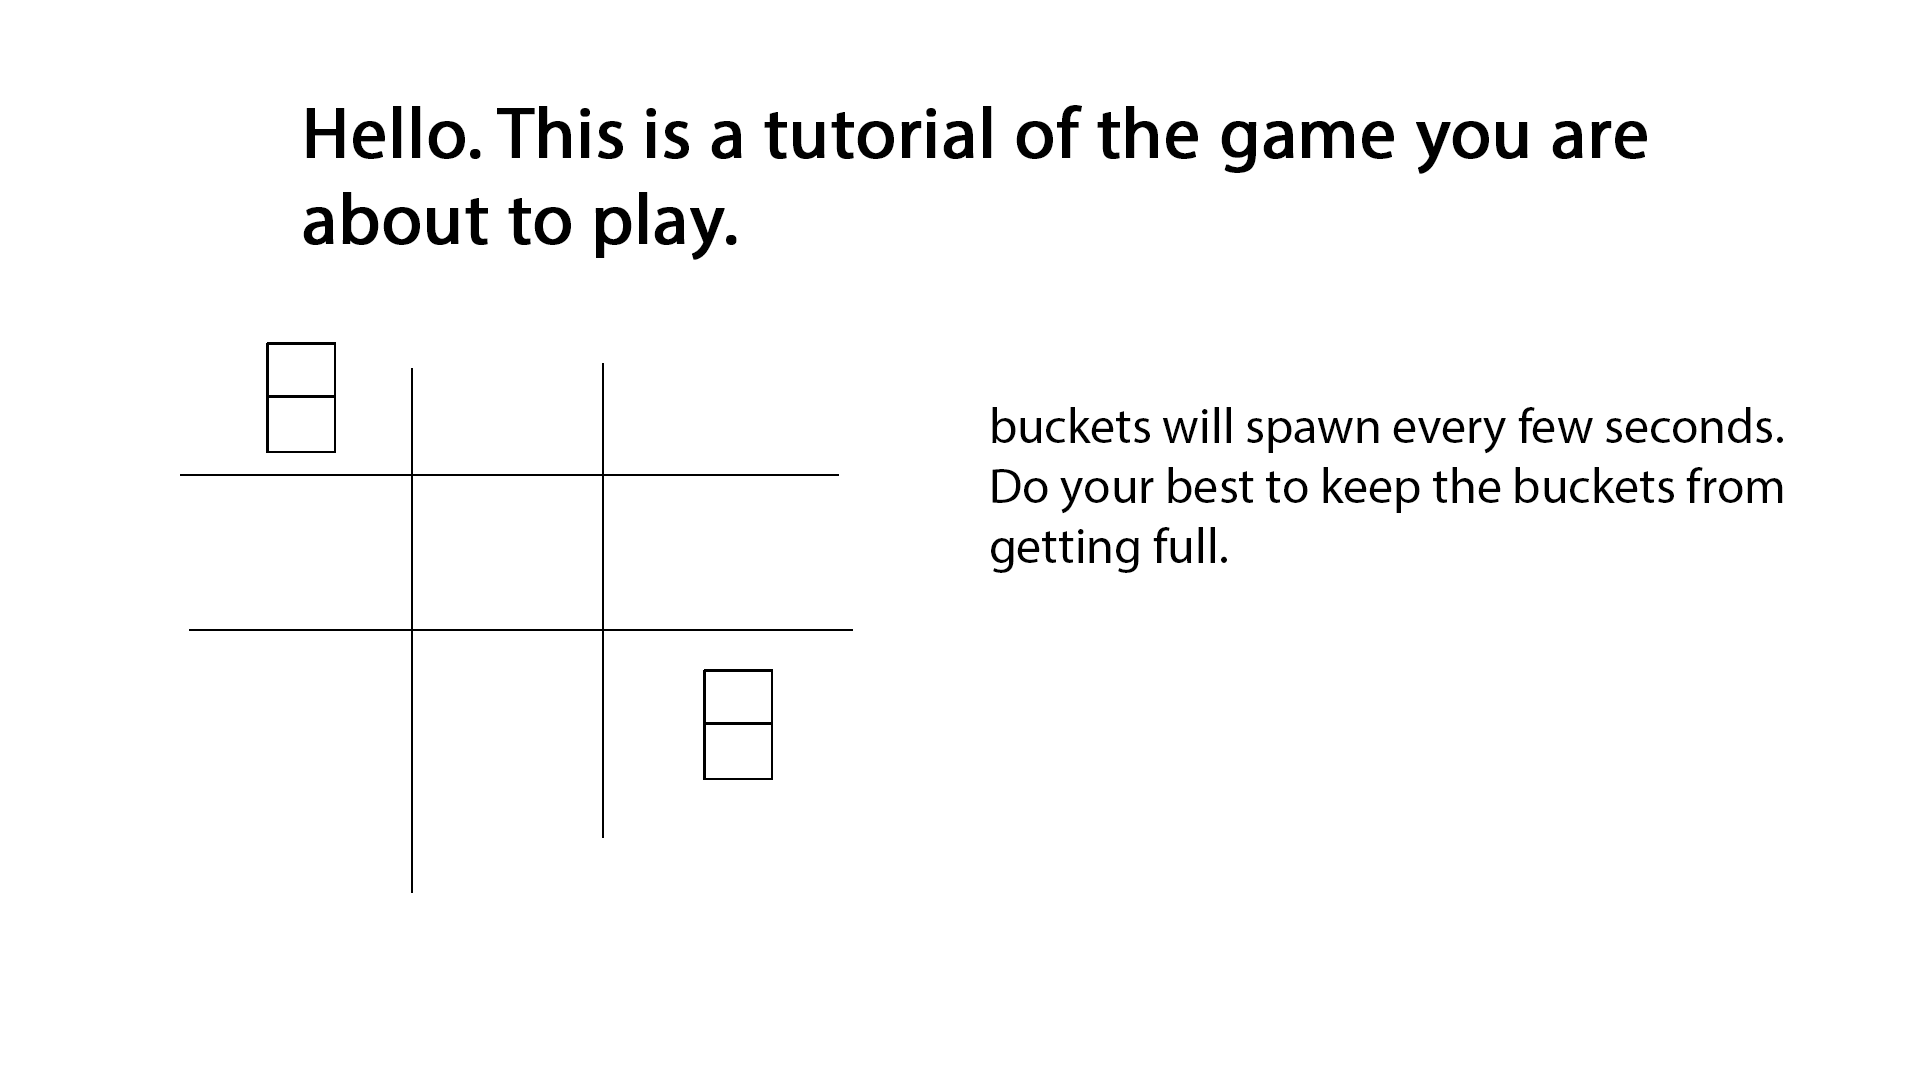 Hello. This is a tutorial of the game you are
about to play.
buckets will spawn every few seconds.
Do your best to keep the buckets from
getting full.